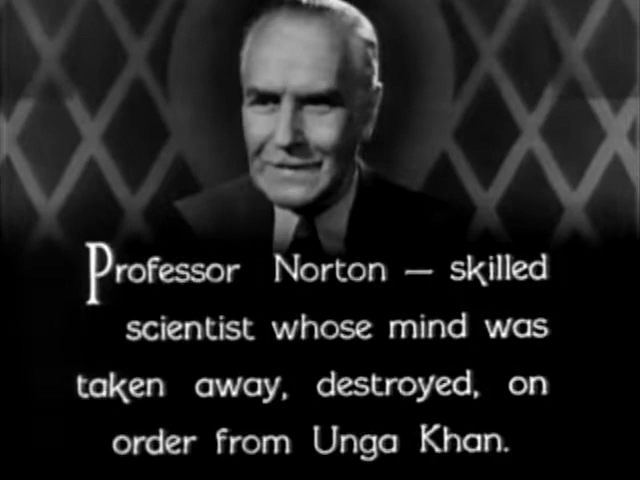 Professor Norton — skilled
scientist whose mind was
taken away, destroyed, on
order from Unga Khan.